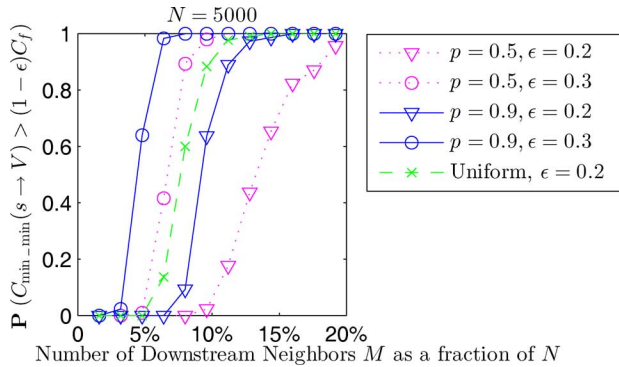 N = 5000
P (C_{min_min}(s → V) > (1 − ϵ)C_f)
1
0.8
0.6
0.4
0.2
0
0 5% 10% 15% 20%
Number of Downstream Neighbors M as a fraction of N
p = 0.5, ϵ = 0.2
p = 0.5, ϵ = 0.3
p = 0.9, ϵ = 0.2
p = 0.9, ϵ = 0.3
Uniform, ϵ = 0.2